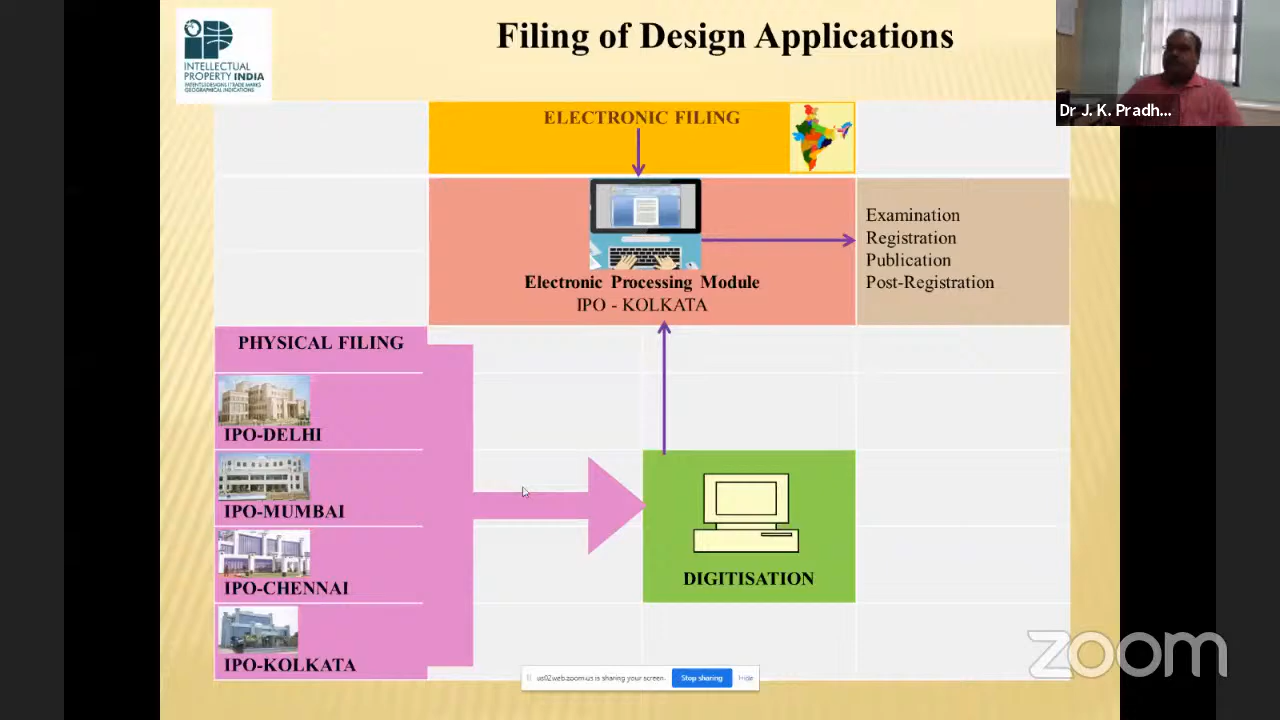 Filing of Design Applications
INTELLECTUAL
PROPERTY INDIA
PATENTS | DESIGNS | TRADE MARKS
GEOGRAPHICAL INDICATIONS
Dr J. K. Pradh...
ELECTRONIC FILING
Electronic Processing Module
IPO - KOLKATA
Examination
Registration
Publication
Post-Registration
PHYSICAL FILING
IPO-DELHI
IPO-MUMBAI
IPO-CHENNAI
IPO-KOLKATA
DIGITISATION
us02web.zoom.us is sharing your screen.
Stop sharing
Hide
zoom